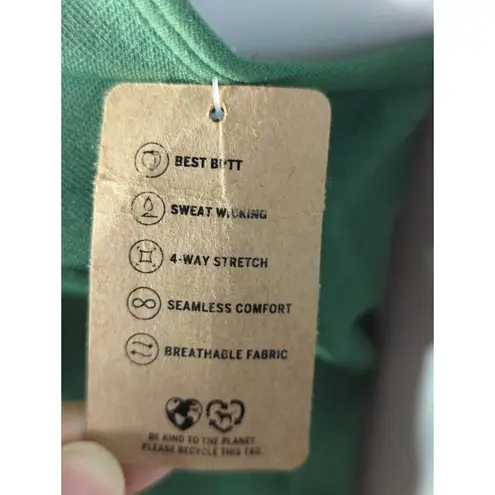 BEST BUTT
SWEAT WICKING
4-WAY STRETCH
SEAMLESS COMFORT
BREATHABLE FABRIC
BE KIND TO THE PLANET.
PLEASE RECYCLE THIS TAG.